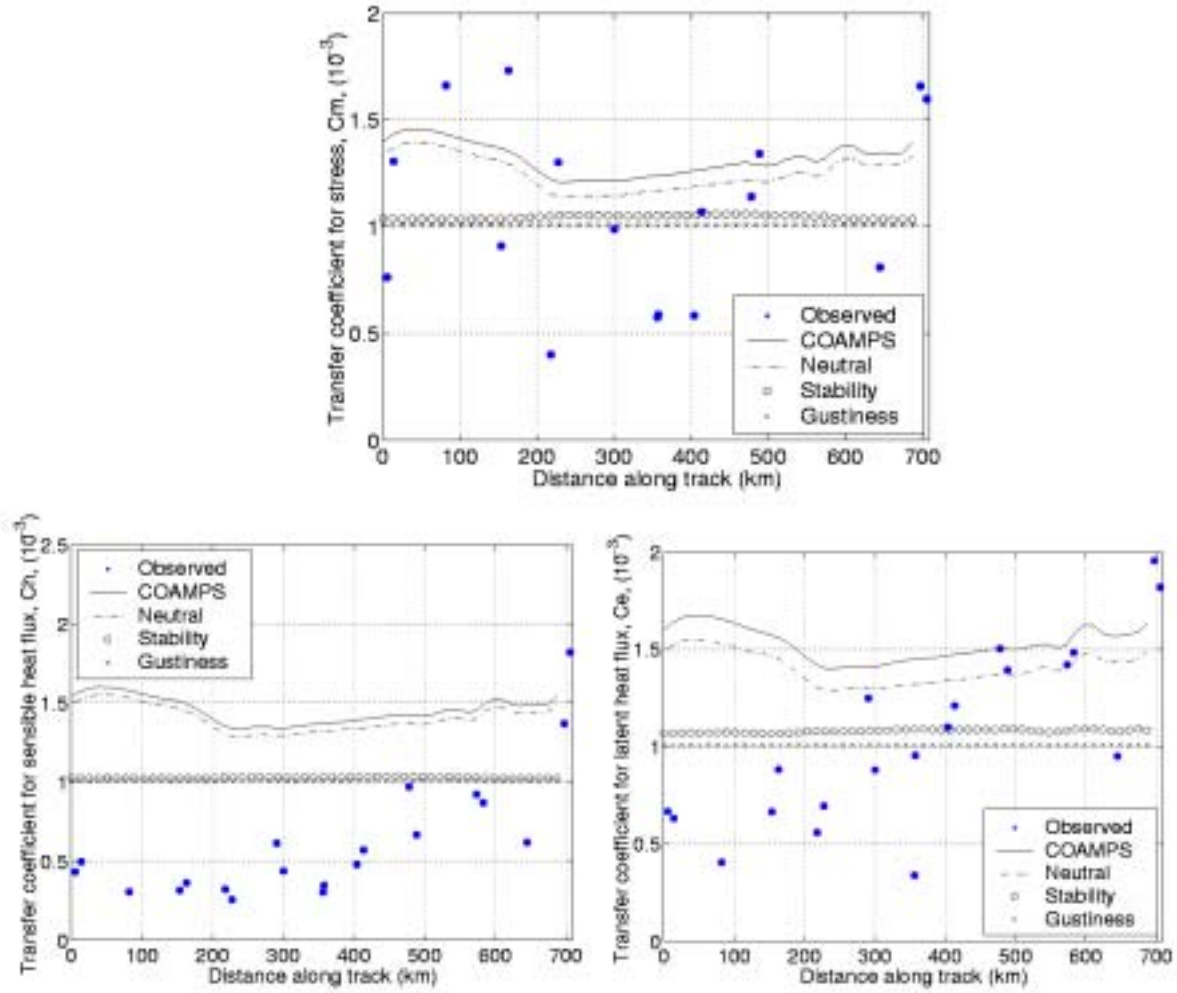 Transfer coefficient for stress, Cm, (10⁻³)
2
1.5
1
0.5
0
Observed
COAMPS
Neutral
Stability
Gustiness
0 100 200 300 400 500 600 700
Distance along track (km)
Transfer coefficient for sensible heat flux, Ch, (10⁻³)
2.5
2
1.5
1
0.5
0
Observed
COAMPS
Neutral
Stability
Gustiness
0 100 200 300 400 500 600 700
Distance along track (km)
Transfer coefficient for latent heat flux, Ce, (10⁻³)
2
1.5
1
0.5
0
Observed
COAMPS
Neutral
Stability
Gustiness
0 100 200 300 400 500 600 700
Distance along track (km)